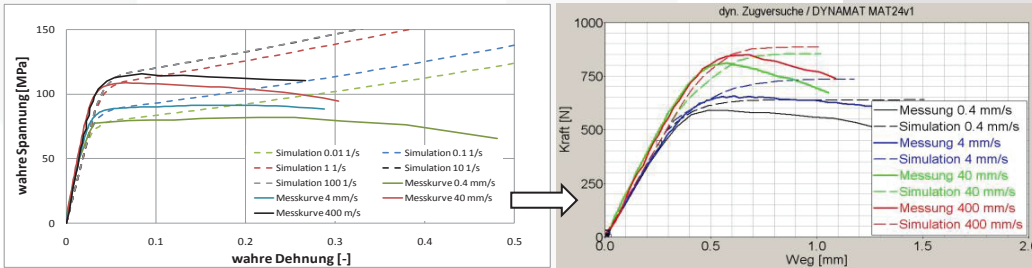 150
100
50
0
wahre Spannung [MPa]
0
0.1
0.2
0.3
0.4
0.5
wahre Dehnung [-]
Simulation 0.01 1/s
Simulation 0.1 1/s
Simulation 1 1/s
Simulation 10 1/s
Simulation 100 1/s
Messkurve 0.4 mm/s
Messkurve 4 mm/s
Messkurve 40 mm/s
Messkurve 400 m/s
dyn. Zugversuche / DYNAMAT MAT24v1
1000
750
500
250
0
Kraft [N]
0.0
0.5
1.0
1.5
2.0
Weg [mm]
Messung 0.4 mm/s
Simulation 0.4 mm/s
Messung 4 mm/s
Simulation 4 mm/s
Messung 40 mm/s
Simulation 40 mm/s
Messung 400 mm/s
Simulation 400 mm/s